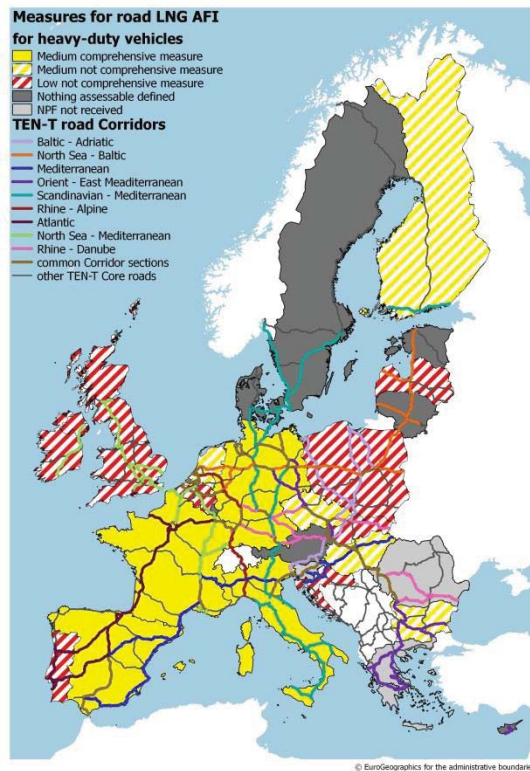 Measures for road LNG AFI
for heavy-duty vehicles
Medium comprehensive measure
Medium not comprehensive measure
Low not comprehensive measure
Nothing assessable defined
NPF not received
TEN-T road Corridors
Baltic - Adriatic
North Sea - Baltic
Mediterranean
Orient - East Meaditerranean
Scandinavian - Mediterranean
Rhine - Alpine
Atlantic
North Sea - Mediterranean
Rhine - Danube
common Corridor sections
other TEN-T Core roads
© EuroGeographics for the administrative boundaries